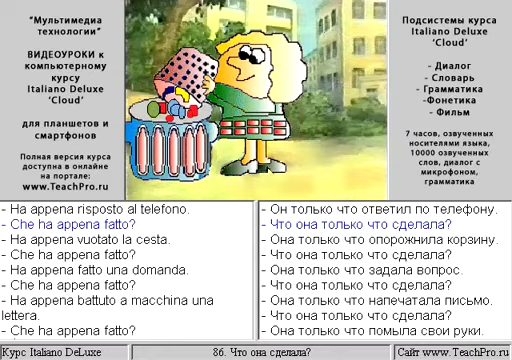 "Мультимедиа
технологии"
ВИДЕОУРОКИ к
компьютерному
курсу
Italiano Deluxe
'Cloud'
для планшетов и
смартфонов
Полная версия курса
доступна в онлайне
на портале:
www.TeachPro.ru
Подсистемы курса
Italiano Deluxe
'Cloud'
- Диалог
- Словарь
- Грамматика
-Фонетика
- Фильм
7 часов, озвученных
носителями языка,
10000 озвученных
слов, диалог с
микрофоном,
грамматика
- Ha appena risposto al telefono.
- Che ha appena fatto?
- Ha appena vuotato la cesta.
- Che ha appena fatto?
- Ha appena fatto una domanda.
- Che ha appena fatto?
- Ha appena battuto a macchina una
lettera.
- Che ha appena fatto?
- Он только что ответил по телефону.
- Что она только что сделала?
- Она только что опорожнила корзину.
- Что она только что сделала?
- Она только что задала вопрос.
- Что она только что сделала?
- Она только что напечатала письмо.
- Что она только что сделала?
- Она только что помыла свои руки.
Курс Italiano DeLuxe
86. Что она сделала?
Сайт www.TeachPro.ru